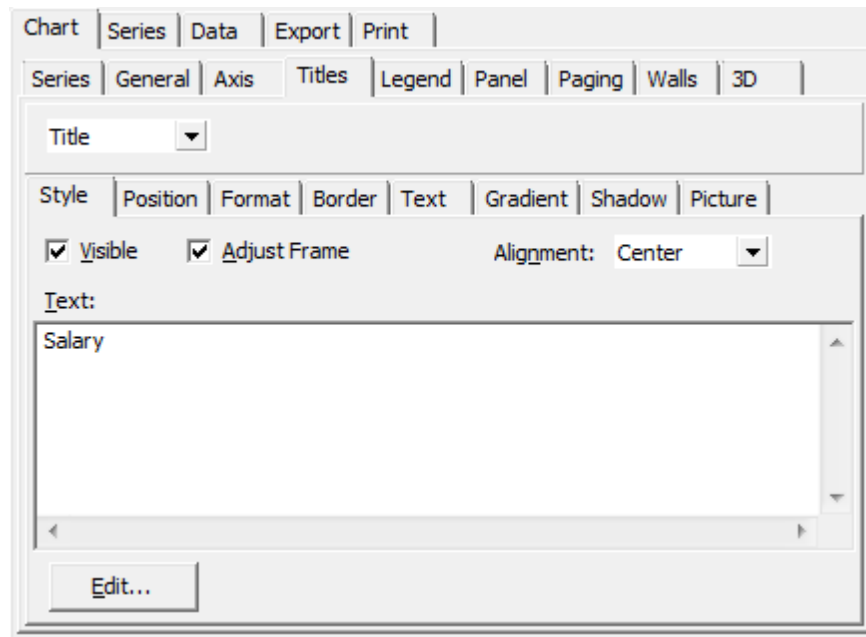 Chart Series Data Export Print
Series General Axis Titles Legend Panel Paging Walls 3D
Title
Style Position Format Border Text Gradient Shadow Picture
Visible Adjust Frame Alignment: Center
Text:
Salary
Edit...